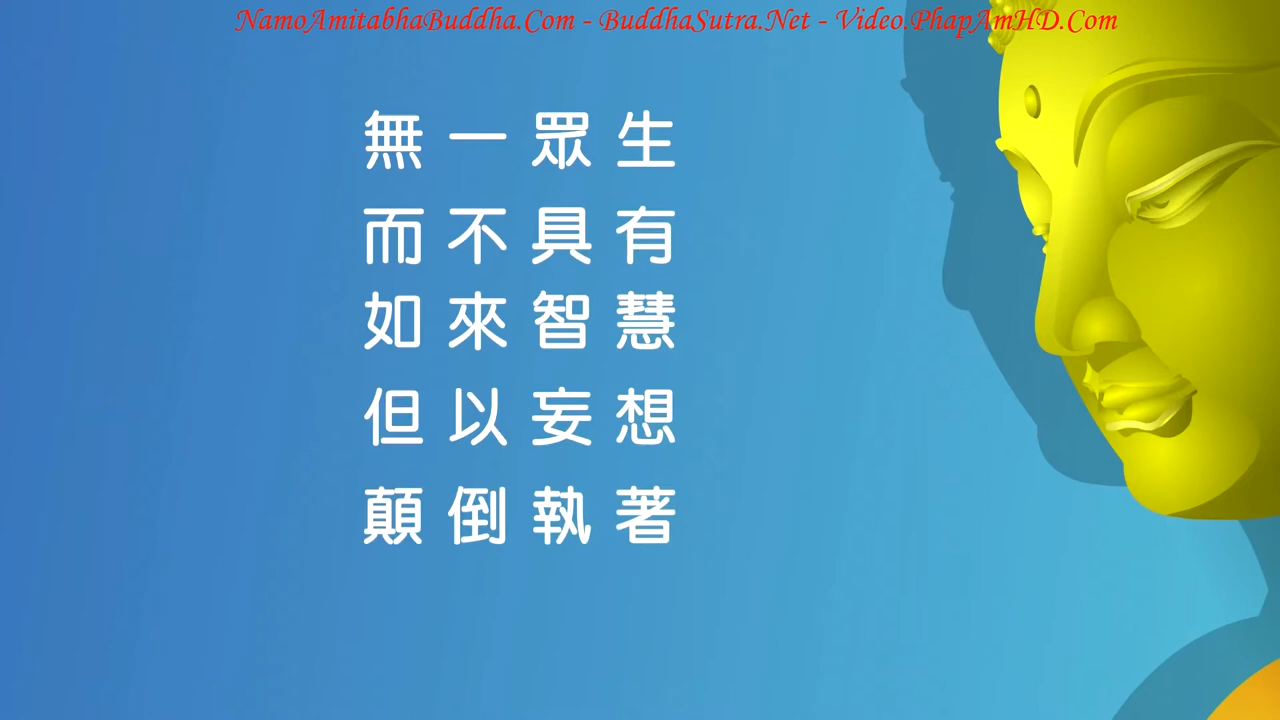 NamoAmitabhaBuddha.Com - BuddhaSutra.Net - Video.PhapAmHD.Com
無一眾生
而不具有
如來智慧
但以妄想
顛倒執著